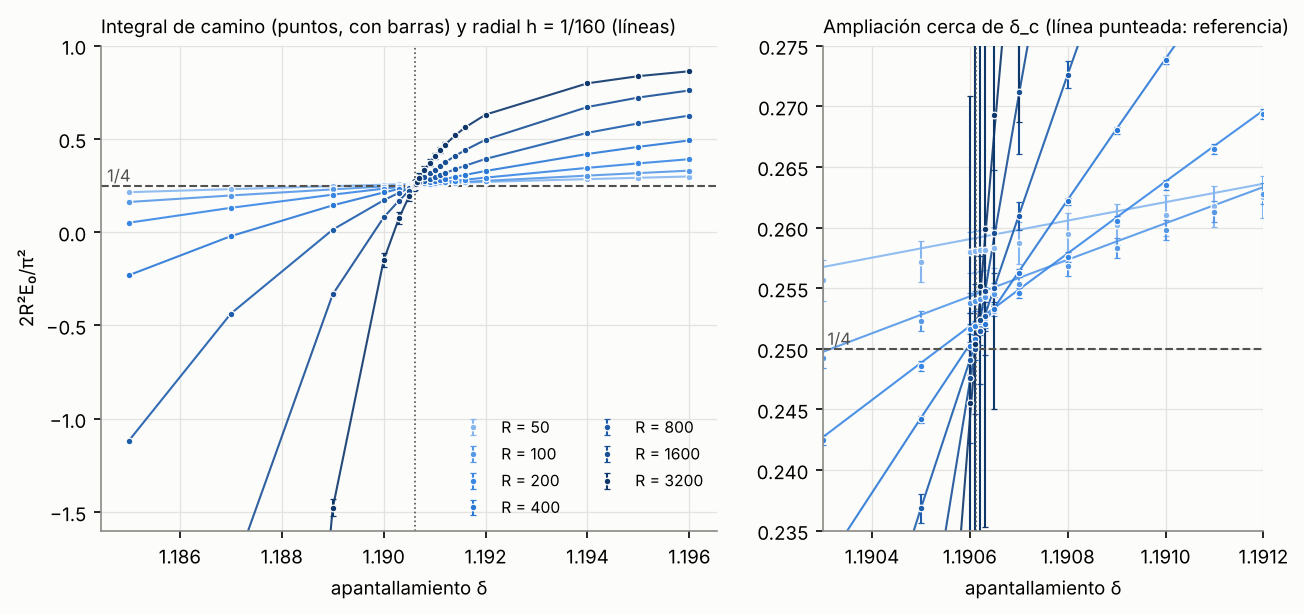 Integral de camino (puntos, con barras) y radial h = 1/160 (líneas)
1.0
0.5
0.0
−0.5
−1.0
−1.5
1/4
2R²E₀/π²
R = 50
R = 100
R = 200
R = 400
R = 800
R = 1600
R = 3200
1.186
1.188
1.190
1.192
1.194
1.196
apantallamiento δ
Ampliación cerca de δ_c (línea punteada: referencia)
0.275
0.270
0.265
0.260
0.255
0.250
0.245
0.240
0.235
1/4
1.1904
1.1906
1.1908
1.1910
1.1912
apantallamiento δ